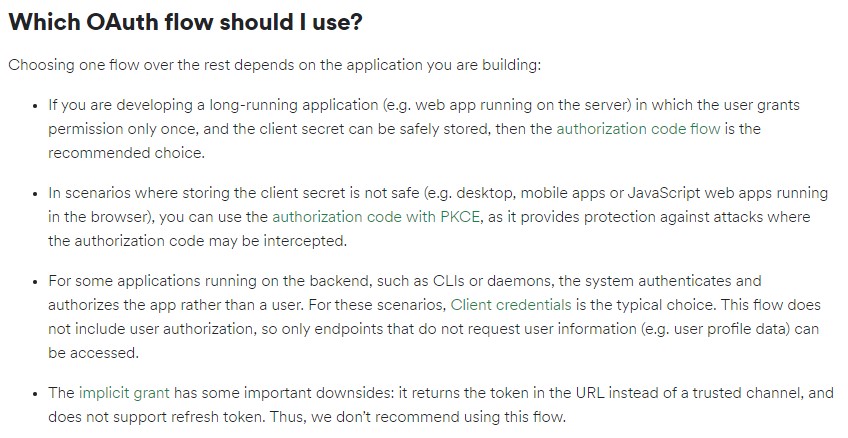 Which OAuth flow should I use?
Choosing one flow over the rest depends on the application you are building:
• If you are developing a long-running application (e.g. web app running on the server) in which the user grants
permission only once, and the client secret can be safely stored, then the authorization code flow is the
recommended choice.
• In scenarios where storing the client secret is not safe (e.g. desktop, mobile apps or JavaScript web apps running
in the browser), you can use the authorization code with PKCE, as it provides protection against attacks where
the authorization code may be intercepted.
• For some applications running on the backend, such as CLIs or daemons, the system authenticates and
authorizes the app rather than a user. For these scenarios, Client credentials is the typical choice. This flow does
not include user authorization, so only endpoints that do not request user information (e.g. user profile data) can
be accessed.
• The implicit grant has some important downsides: it returns the token in the URL instead of a trusted channel, and
does not support refresh token. Thus, we don't recommend using this flow.